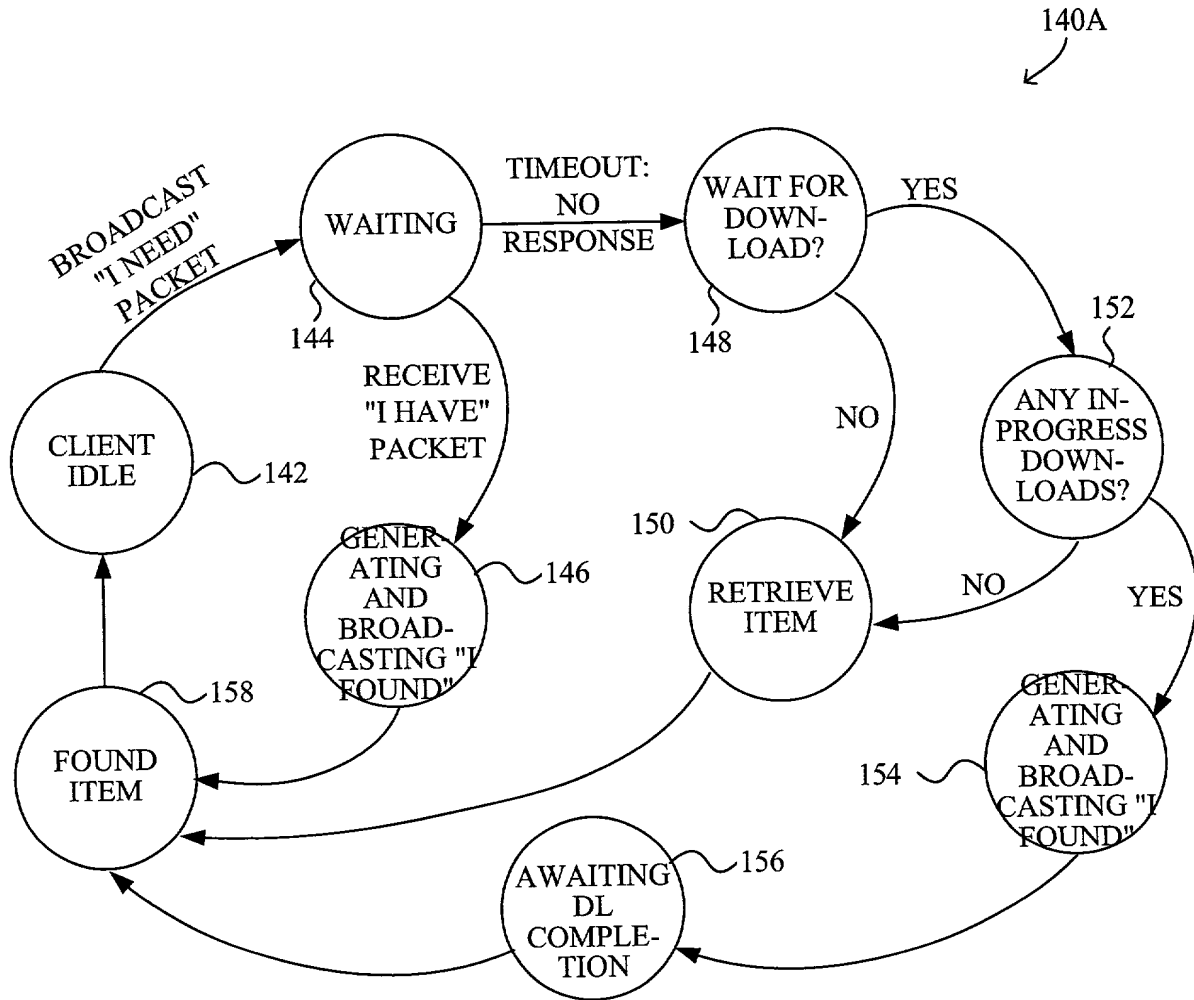 140A
BROADCAST
"I NEED"
PACKET
WAITING
144
TIMEOUT:
NO
RESPONSE
WAIT FOR
DOWN-
LOAD?
148
YES
152
ANY IN-
PROGRESS
DOWN-
LOADS?
CLIENT
IDLE
142
RECEIVE
"I HAVE"
PACKET
NO
150
RETRIEVE
ITEM
NO
YES
GENER-
ATING
AND
BROAD-
CASTING "I
FOUND"
146
158
FOUND
ITEM
GENER-
ATING
AND
BROAD-
CASTING "I
FOUND"
154
156
AWAITING
DL
COMPLE-
TION